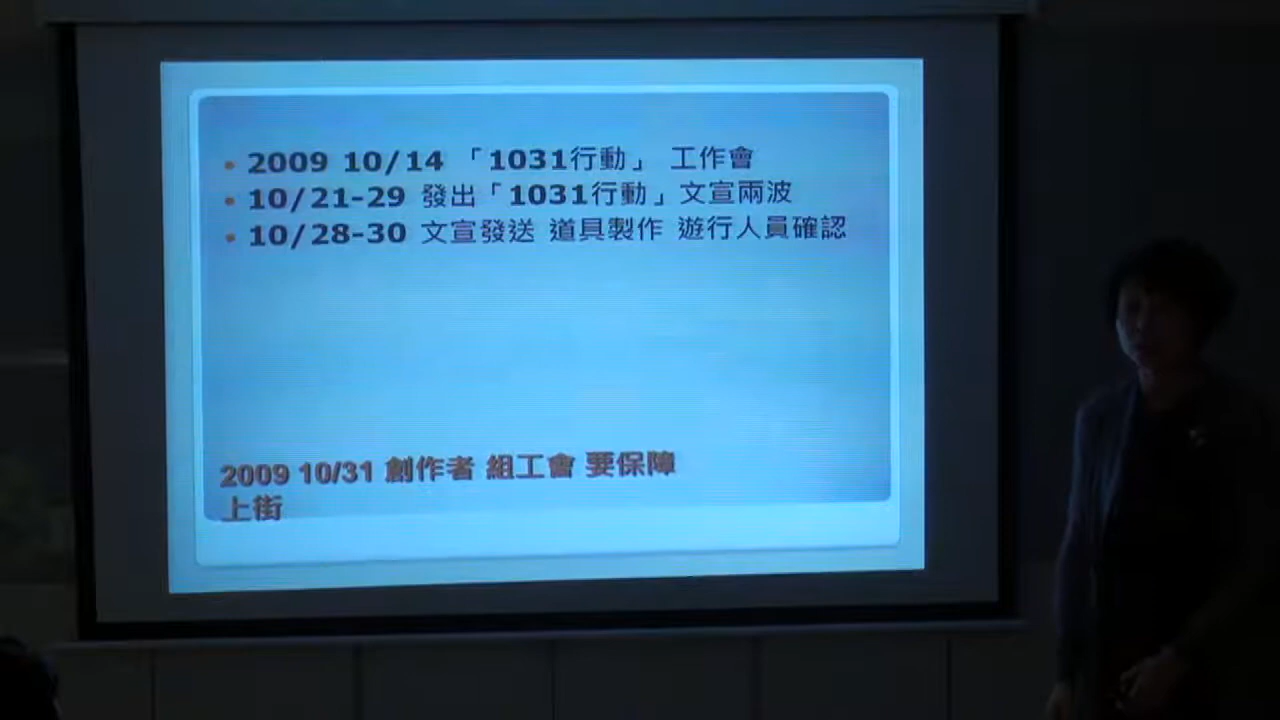 • 2009 10/14 「1031行動」 工作會
• 10/21-29 發出「1031行動」文宣兩波
• 10/28-30 文宣發送 道具製作 遊行人員確認
2009 10/31 創作者 組工會 要保障
上街